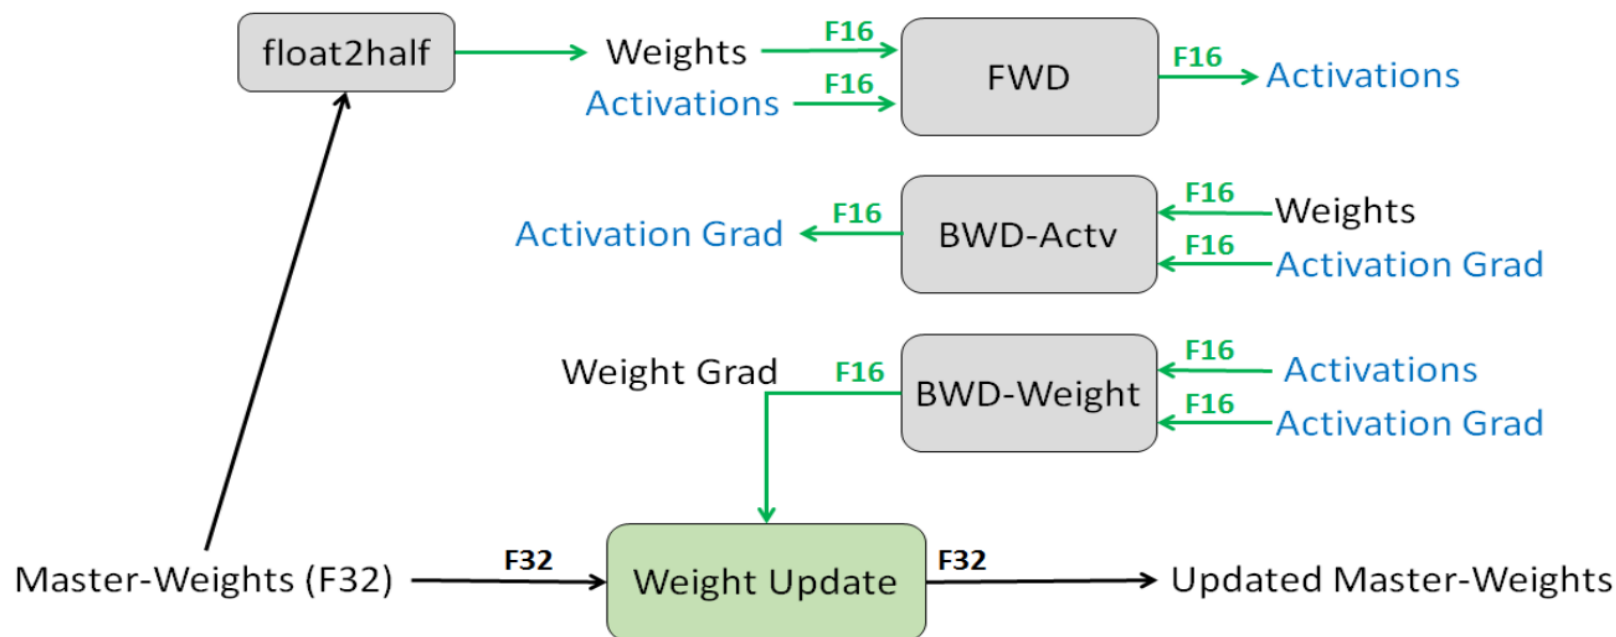 float2half
Weights
F16
Activations
F16
FWD
F16
Activations
Activation Grad
F16
BWD-Actv
F16
Weights
F16
Activation Grad
Weight Grad
F16
BWD-Weight
F16
Activations
F16
Activation Grad
Master-Weights (F32)
F32
Weight Update
F32
Updated Master-Weights